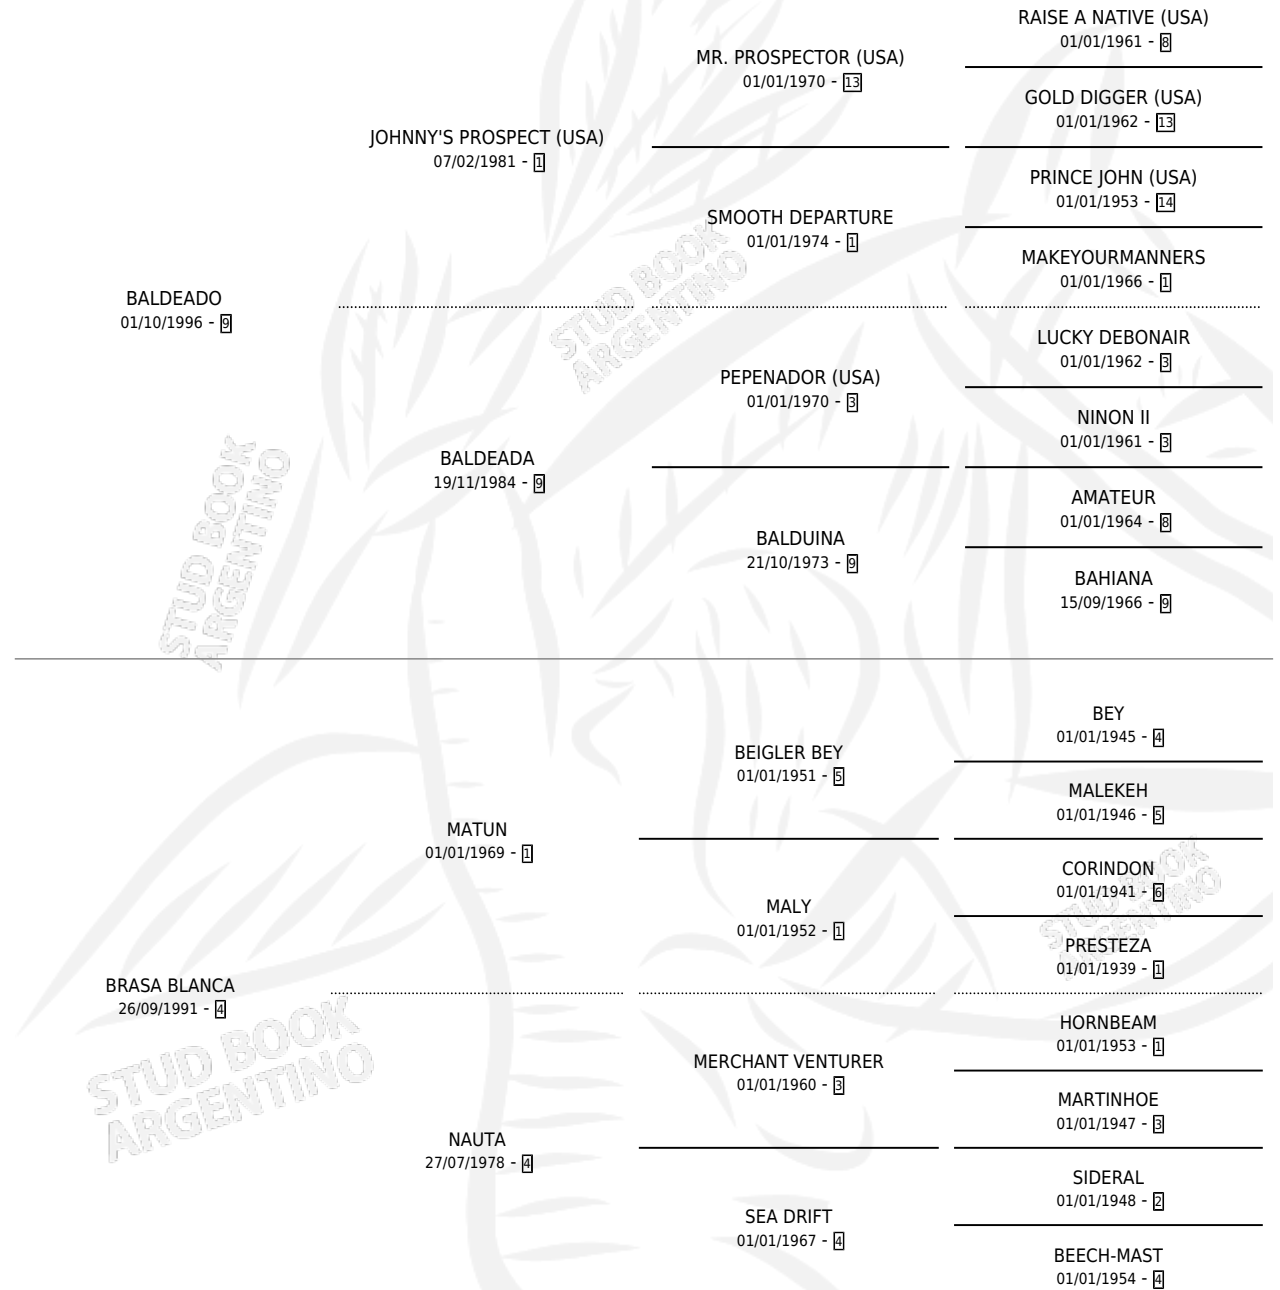 RAISE A NATIVE (USA)
01/01/1961 - 8
MR. PROSPECTOR (USA)
01/01/1970 - 13
GOLD DIGGER (USA)
01/01/1962 - 13
JOHNNY'S PROSPECT (USA)
07/02/1981 - 1
PRINCE JOHN (USA)
01/01/1953 - 14
SMOOTH DEPARTURE
01/01/1974 - 1
MAKEYOURMANNERS
01/01/1966 - 1
BALDEADO
01/10/1996 - 9
LUCKY DEBONAIR
01/01/1962 - 3
PEPENADOR (USA)
01/01/1970 - 3
NINON II
01/01/1961 - 3
BALDEADA
19/11/1984 - 9
AMATEUR
01/01/1964 - 8
BALDUINA
21/10/1973 - 9
BAHIANA
15/09/1966 - 9
BEY
01/01/1945 - 4
BEIGLER BEY
01/01/1951 - 5
MALEKEH
01/01/1946 - 5
MATUN
01/01/1969 - 1
CORINDON
01/01/1941 - 6
MALY
01/01/1952 - 1
PRESTEZA
01/01/1939 - 1
BRASA BLANCA
26/09/1991 - 4
HORNBEAM
01/01/1953 - 1
MERCHANT VENTURER
01/01/1960 - 3
MARTINHOE
01/01/1947 - 3
NAUTA
27/07/1978 - 4
SIDERAL
01/01/1948 - 2
SEA DRIFT
01/01/1967 - 4
BEECH-MAST
01/01/1954 - 4
STUD BOOK
ARGENTINO
STUD BOOK
ARGENTINO
STUD BOOK
ARGENTINO
STUD BOOK
ARGENTINO